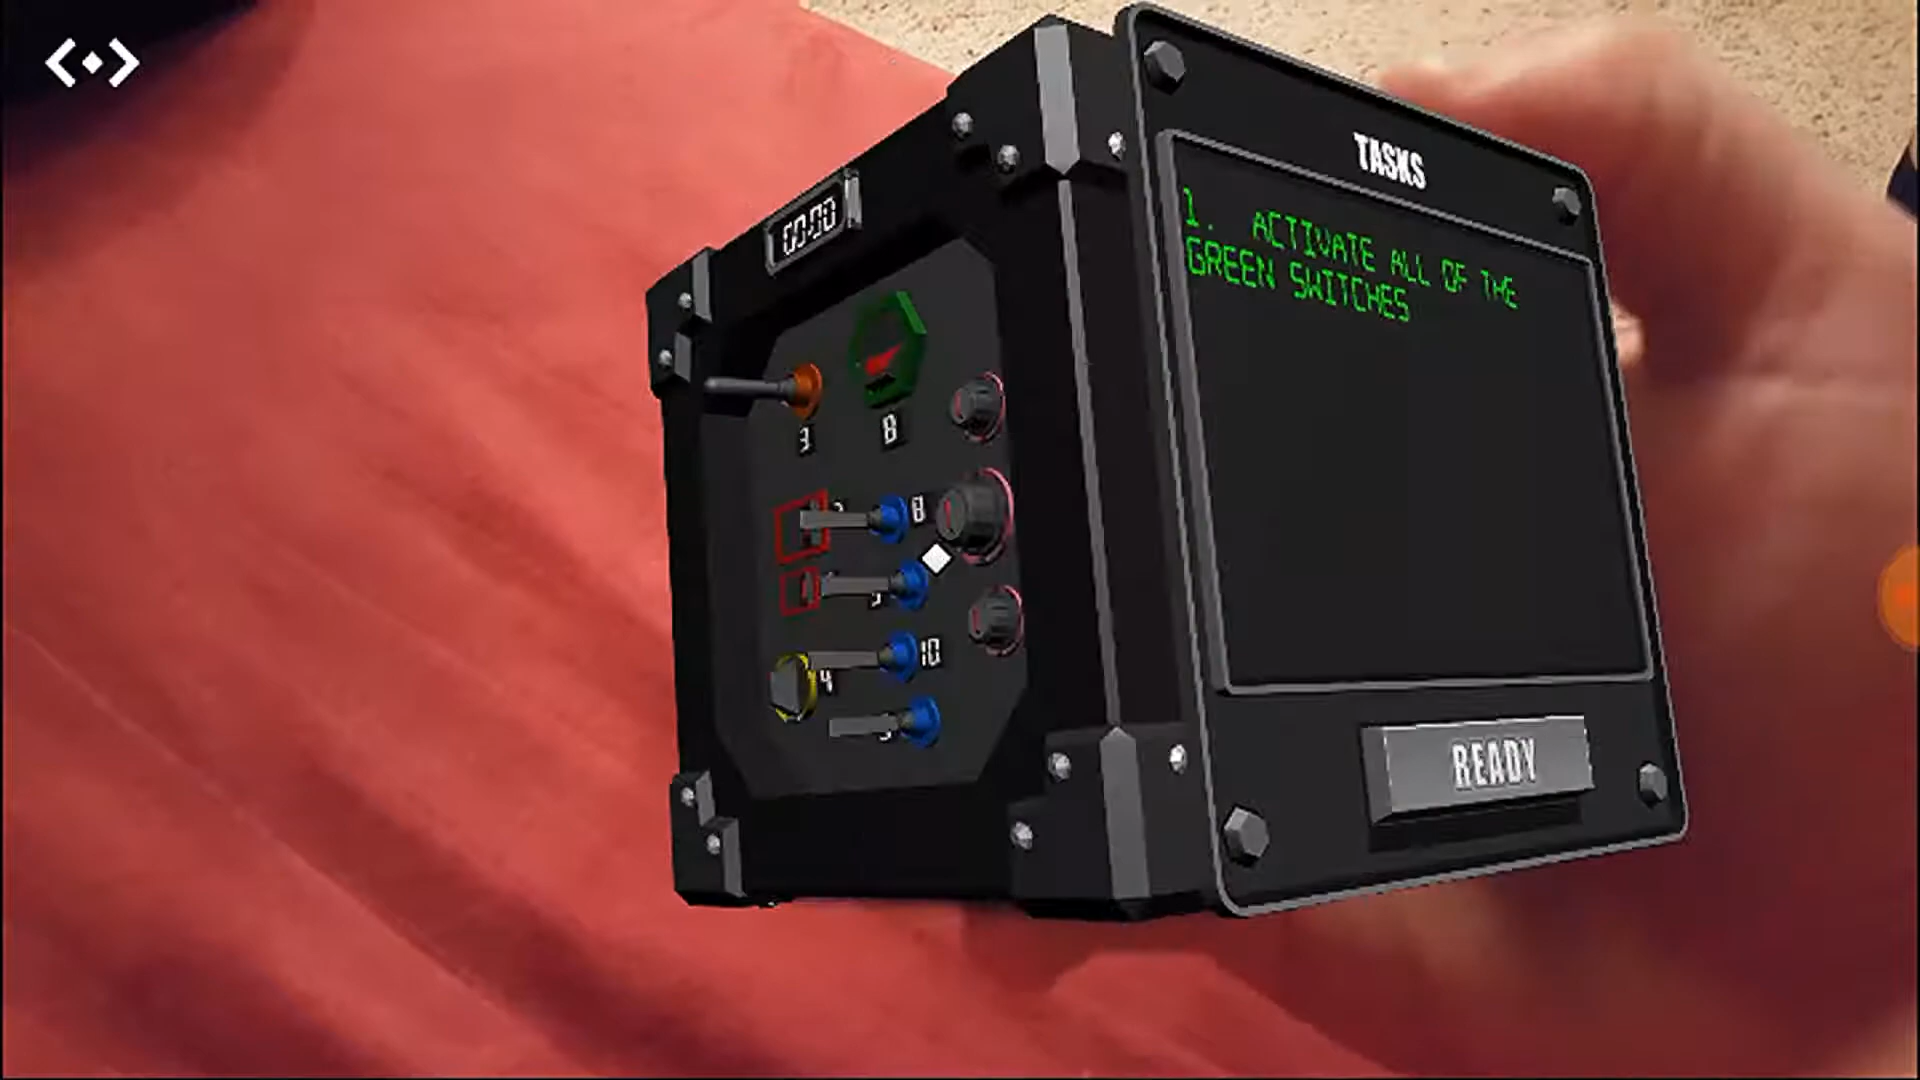 TASKS
1. ACTIVATE ALL OF THE
GREEN SWITCHES
00:00
3
8
8
10
4
READY